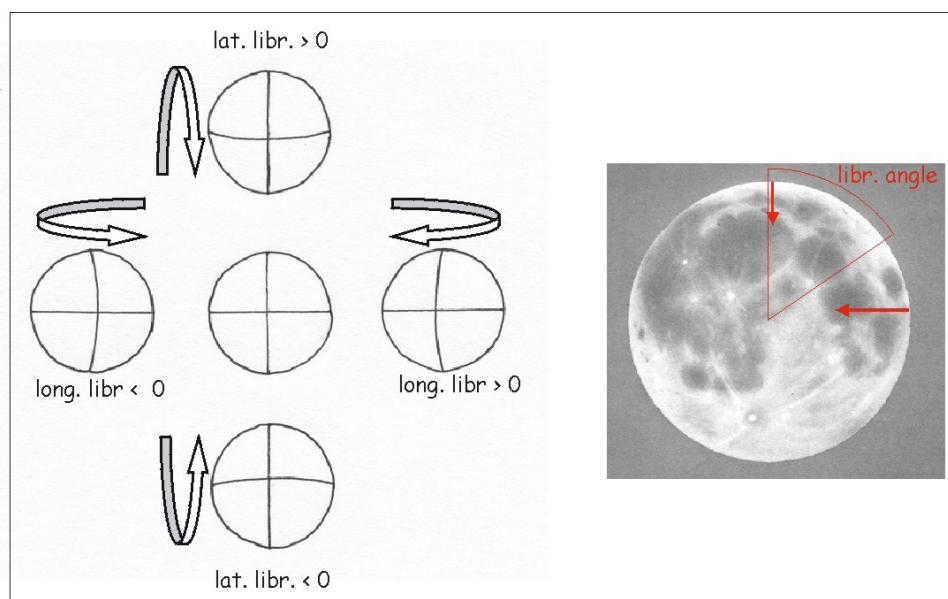 lat. libr. > 0
libr. angle
long. libr < 0
long. libr > 0
lat. libr. < 0